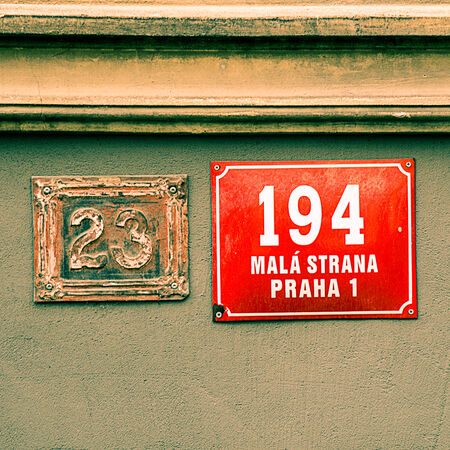 23
194
MALÁ STRANA
PRAHA 1